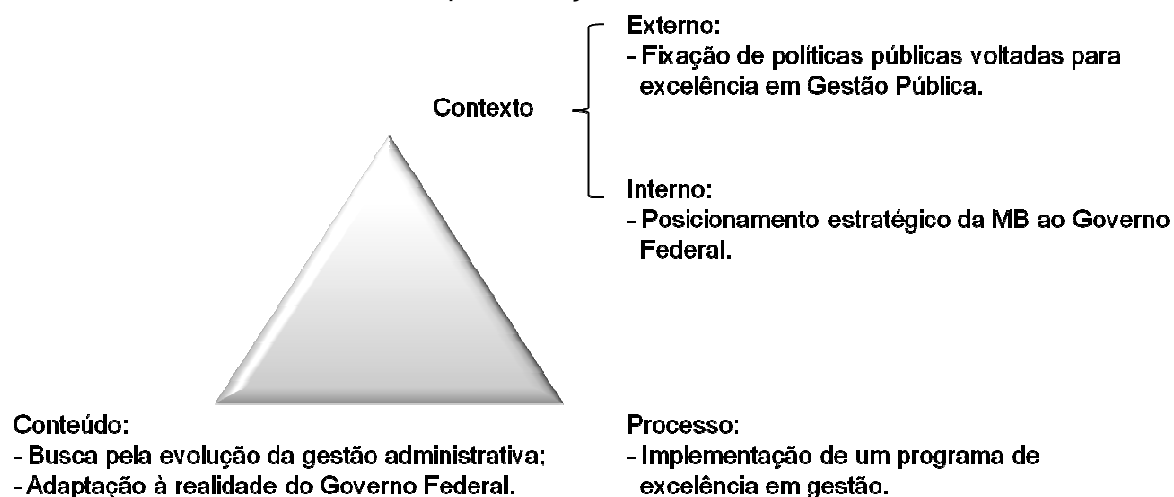 Externo:
- Fixação de políticas públicas voltadas para
excelência em Gestão Pública.
Contexto
Interno:
- Posicionamento estratégico da MB ao Governo
Federal.
Conteúdo:
- Busca pela evolução da gestão administrativa;
- Adaptação à realidade do Governo Federal.
Processo:
- Implementação de um programa de
excelência em gestão.